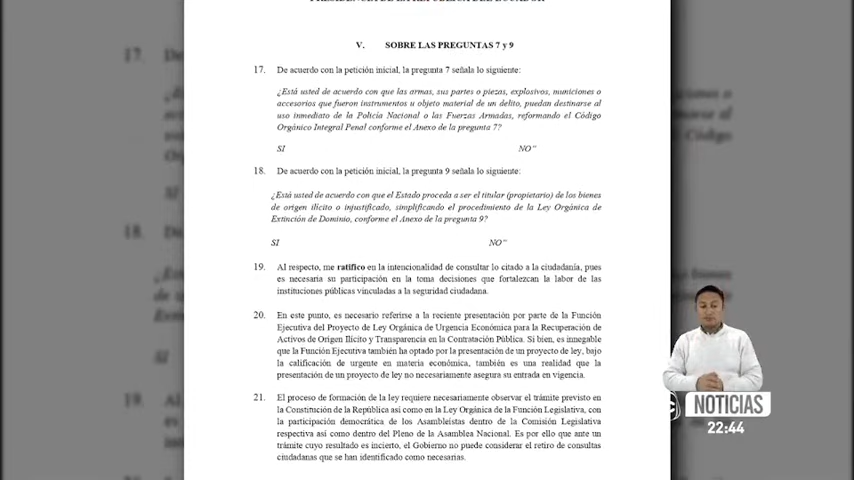 PRESIDENCIA DE LA REPÚBLICA DEL ECUADOR
V. SOBRE LAS PREGUNTAS 7 y 9
17. De acuerdo con la petición inicial, la pregunta 7 señala lo siguiente:
¿Está usted de acuerdo con que las armas, sus partes o piezas, explosivos, municiones o
accesorios que fueron instrumentos u objeto material de un delito, puedan destinarse al
uso inmediato de la Policía Nacional o las Fuerzas Armadas, reformando el Código
Orgánico Integral Penal conforme el Anexo de la pregunta 7?
SI NO"
18. De acuerdo con la petición inicial, la pregunta 9 señala lo siguiente:
¿Está usted de acuerdo con que el Estado proceda a ser el titular (propietario) de los bienes
de origen ilícito o injustificado, simplificando el procedimiento de la Ley Orgánica de
Extinción de Dominio, conforme el Anexo de la pregunta 9?
SI NO"
19. Al respecto, me ratifico en la intencionalidad de consultar lo citado a la ciudadanía, pues
es necesaria su participación en la toma decisiones que fortalezcan la labor de las
instituciones públicas vinculadas a la seguridad ciudadana.
20. En este punto, es necesario referirse a la reciente presentación por parte de la Función
Ejecutiva del Proyecto de Ley Orgánica de Urgencia Económica para la Recuperación de
Activos de Origen Ilícito y Transparencia en la Contratación Pública. Si bien, es innegable
que la Función Ejecutiva también ha optado por la presentación de un proyecto de ley, bajo
la calificación de urgente en materia económica, también es una realidad que la
presentación de un proyecto de ley no necesariamente asegura su entrada en vigencia.
21. El proceso de formación de la ley requiere necesariamente observar el trámite previsto en
la Constitución de la República así como en la Ley Orgánica de la Función Legislativa, con
la participación democrática de los Asambleístas dentro de la Comisión Legislativa
respectiva así como dentro del Pleno de la Asamblea Nacional. Es por ello que ante un
trámite cuyo resultado es incierto, el Gobierno no puede considerar el retiro de consultas
ciudadanas que se han identificado como necesarias.
NOTICIAS
22:44